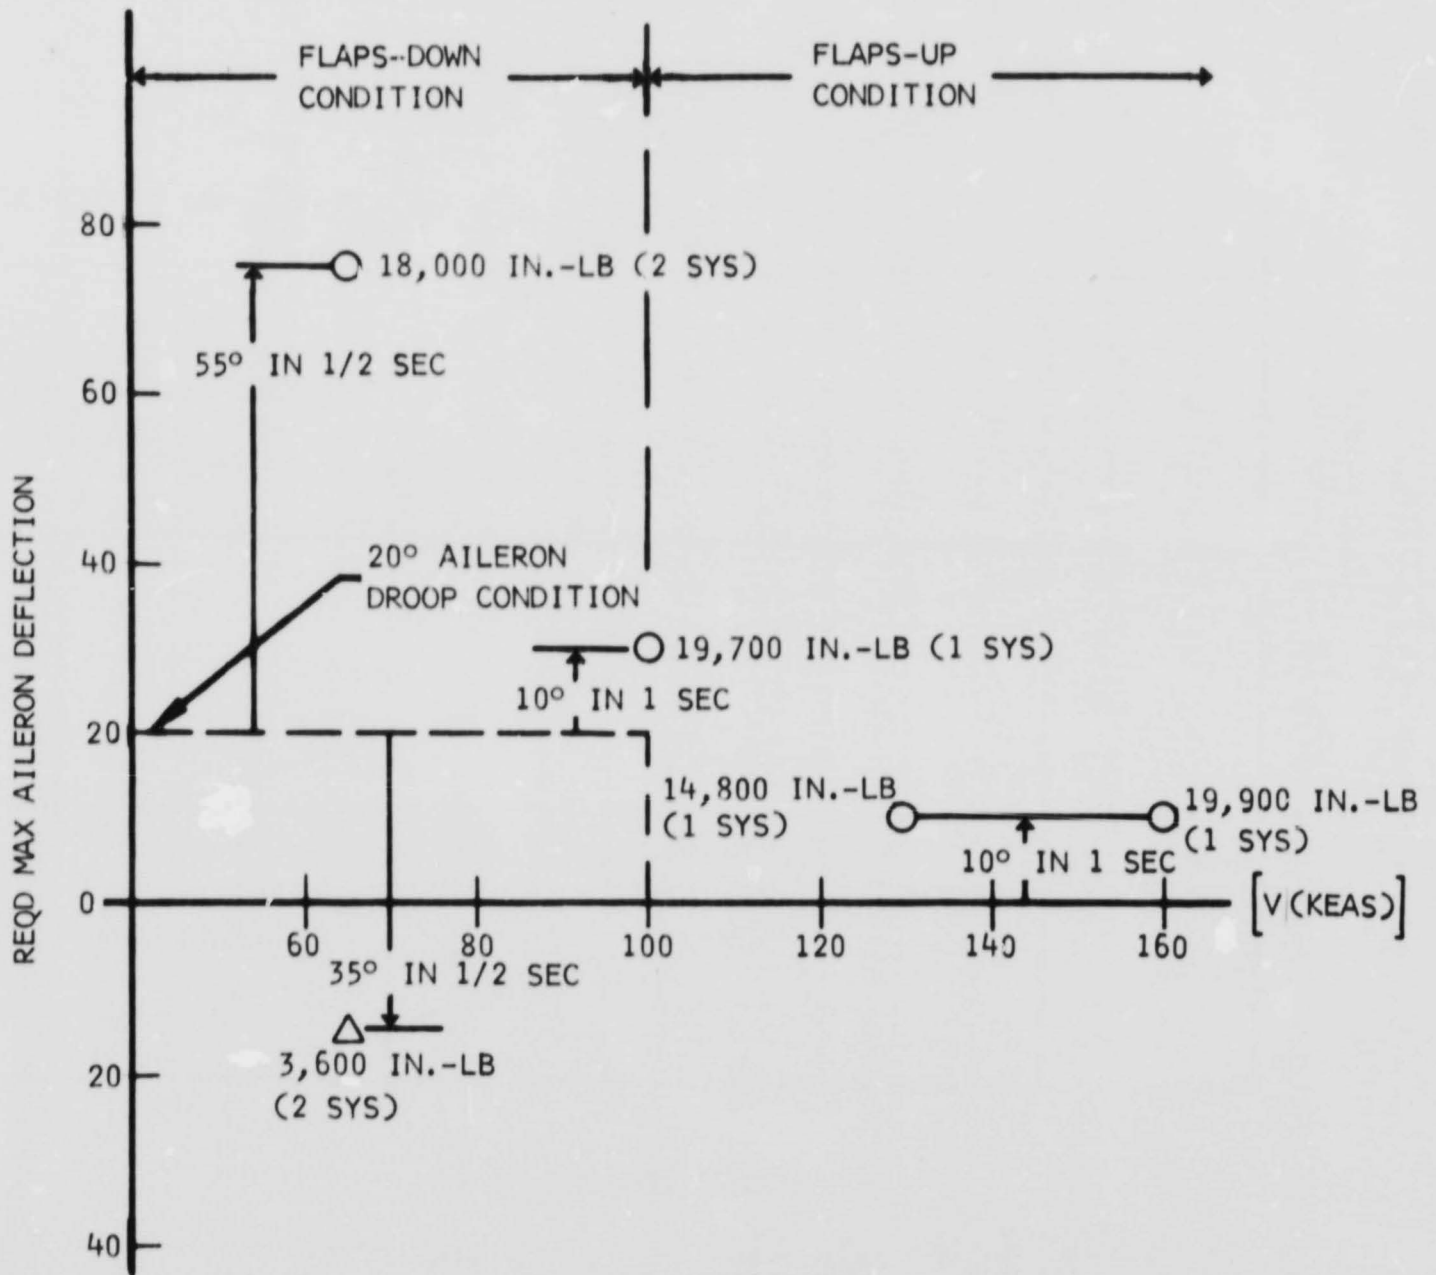 FLAPS-DOWN
CONDITION
FLAPS-UP
CONDITION
80
18,000 IN.-LB (2 SYS)
55° IN 1/2 SEC
60
REQD MAX AILERON DEFLECTION
40
20° AILERON
DROOP CONDITION
19,700 IN.-LB (1 SYS)
10° IN 1 SEC
20
14,800 IN.-LB
(1 SYS)
19,900 IN.-LB
(1 SYS)
10° IN 1 SEC
0
[V(KEAS)]
60 80 100 120 140 160
35° IN 1/2 SEC
3,600 IN.-LB
(2 SYS)
20
40